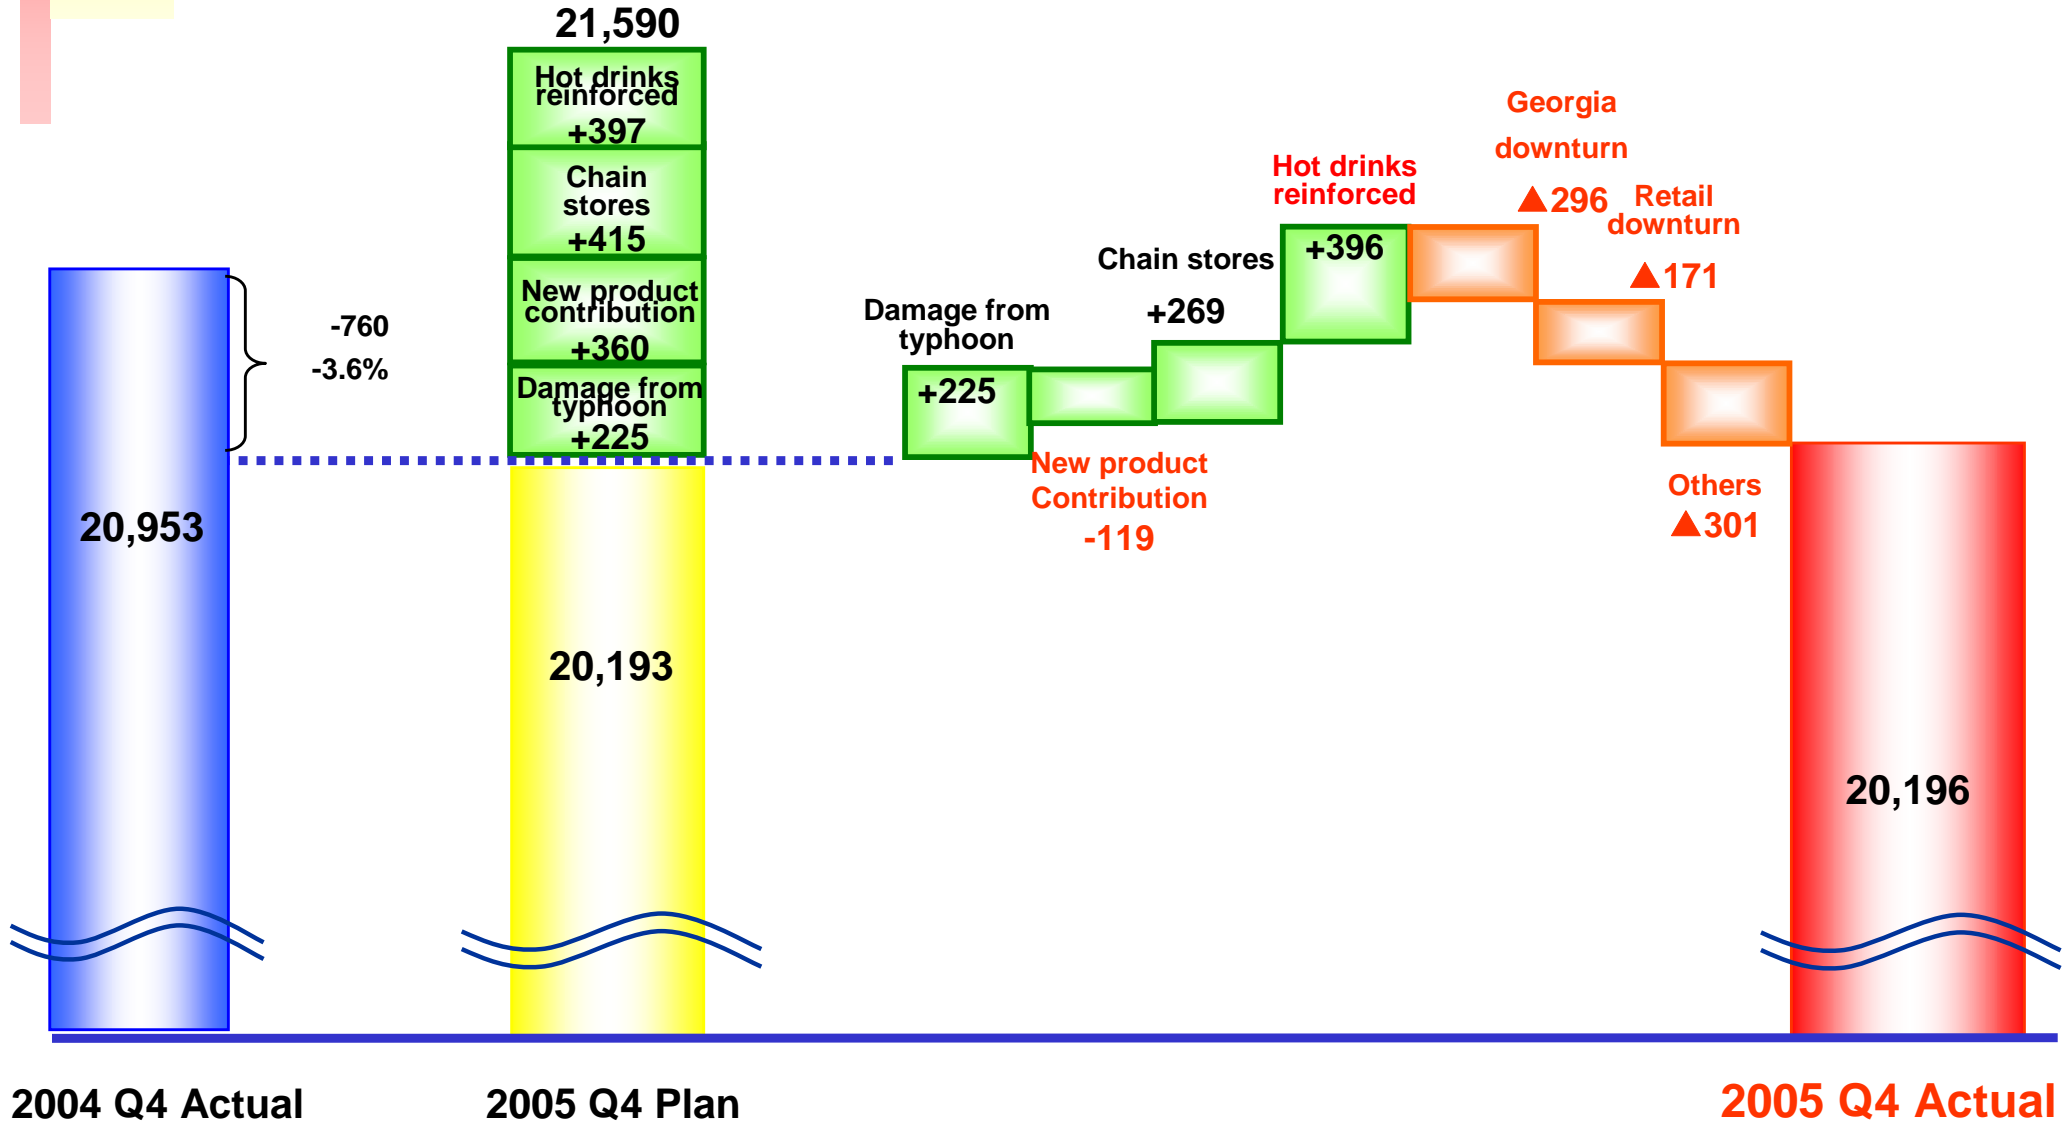 21,590
Hot drinks
reinforced
+397
Chain
stores
+415
New product
contribution
+360
Damage from
typhoon
+225
20,193
20,953
-760
-3.6%
Damage from
typhoon
+225
New product
Contribution
-119
Chain stores
+269
Hot drinks
reinforced
+396
Georgia
downturn
▲296
Retail
downturn
▲171
Others
▲301
20,196
2004 Q4 Actual
2005 Q4 Plan
2005 Q4 Actual